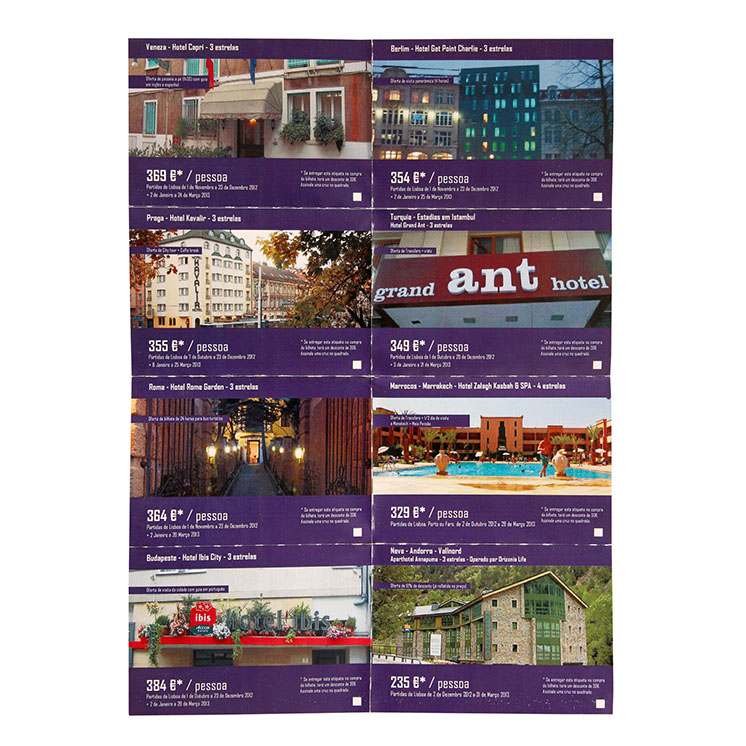 Veneza - Hotel Capri - 3 estrelas
Oferta de passeio a pé (1h30) com guia
em inglês e espanhol
369 €* / pessoa
Partidas de Lisboa de 1 de Novembro a 23 de Dezembro 2012
+ 2 de Janeiro a 24 de Março 2013
* Se entregar esta etiqueta na compra
do bilhete, terá um desconto de 30€.
Assinale uma cruz no quadrado.
Berlim - Hotel Gat Point Charlie - 3 estrelas
Oferta de visita panorâmica (4 horas)
354 €* / pessoa
Partidas de Lisboa de 1 de Novembro a 23 de Dezembro 2012
+ 2 de Janeiro a 25 de Março 2013
* Se entregar esta etiqueta na compra
do bilhete, terá um desconto de 30€.
Assinale uma cruz no quadrado.
Praga - Hotel Kavalir - 3 estrelas
Oferta de City tour + Coffe break
KAVALIR
355 €* / pessoa
Partidas de Lisboa de 7 de Outubro a 23 de Dezembro 2012
+ 8 Janeiro a 25 Março 2013
* Se entregar esta etiqueta na compra
do bilhete, terá um desconto de 30€.
Assinale uma cruz no quadrado.
Turquia - Estadias em Istambul
Hotel Grand Ant - 3 estrelas
Oferta de Transfers + visto
grand ant hotel
349 €* / pessoa
Partidas de Lisboa de 1 de Outubro a 29 de Dezembro 2012
+ 3 de Janeiro a 21 de Março 2013
* Se entregar esta etiqueta na compra
do bilhete, terá um desconto de 30€.
Assinale uma cruz no quadrado.
Roma - Hotel Rome Garden - 3 estrelas
Oferta de bilhete de 24 horas para bus turístico
364 €* / pessoa
Partidas de Lisboa de 1 de Novembro a 23 de Dezembro 2012
+ 2 Janeiro a 20 Março 2013
* Se entregar esta etiqueta na compra
do bilhete, terá um desconto de 30€.
Assinale uma cruz no quadrado.
Marrocos - Marrakech - Hotel Zalagh Kasbah & SPA - 4 estrelas
Oferta de Transfers + 1/2 dia de visita
a Marrakech + Meia Pensão
329 €* / pessoa
Partidas de Lisboa, Porto ou Faro, de 2 de Outubro 2012 a 26 de Março 2013
* Se entregar esta etiqueta na compra
do bilhete, terá um desconto de 30€.
Assinale uma cruz no quadrado.
Budapeste - Hotel Ibis City - 3 estrelas
Oferta de visita da cidade com guia em português
ibis
accor
hotels
Hotel ibis
384 €* / pessoa
Partidas de Lisboa de 1 de Outubro a 23 de Dezembro 2012
+ 2 de Janeiro a 29 de Março 2013
* Se entregar esta etiqueta na compra
do bilhete, terá um desconto de 30€.
Assinale uma cruz no quadrado.
Neve - Andorra - Vallnord
Aparthotel Annapurna - 3 estrelas - Operado por Orizonia Life
Oferta de 10% de desconto (já refletido no preço)
235 €* / pessoa
Partidas de Lisboa de 2 de Dezembro 2012 a 31 de Março 2013
* Se entregar esta etiqueta na compra
do bilhete, terá um desconto de 30€.
Assinale uma cruz no quadrado.